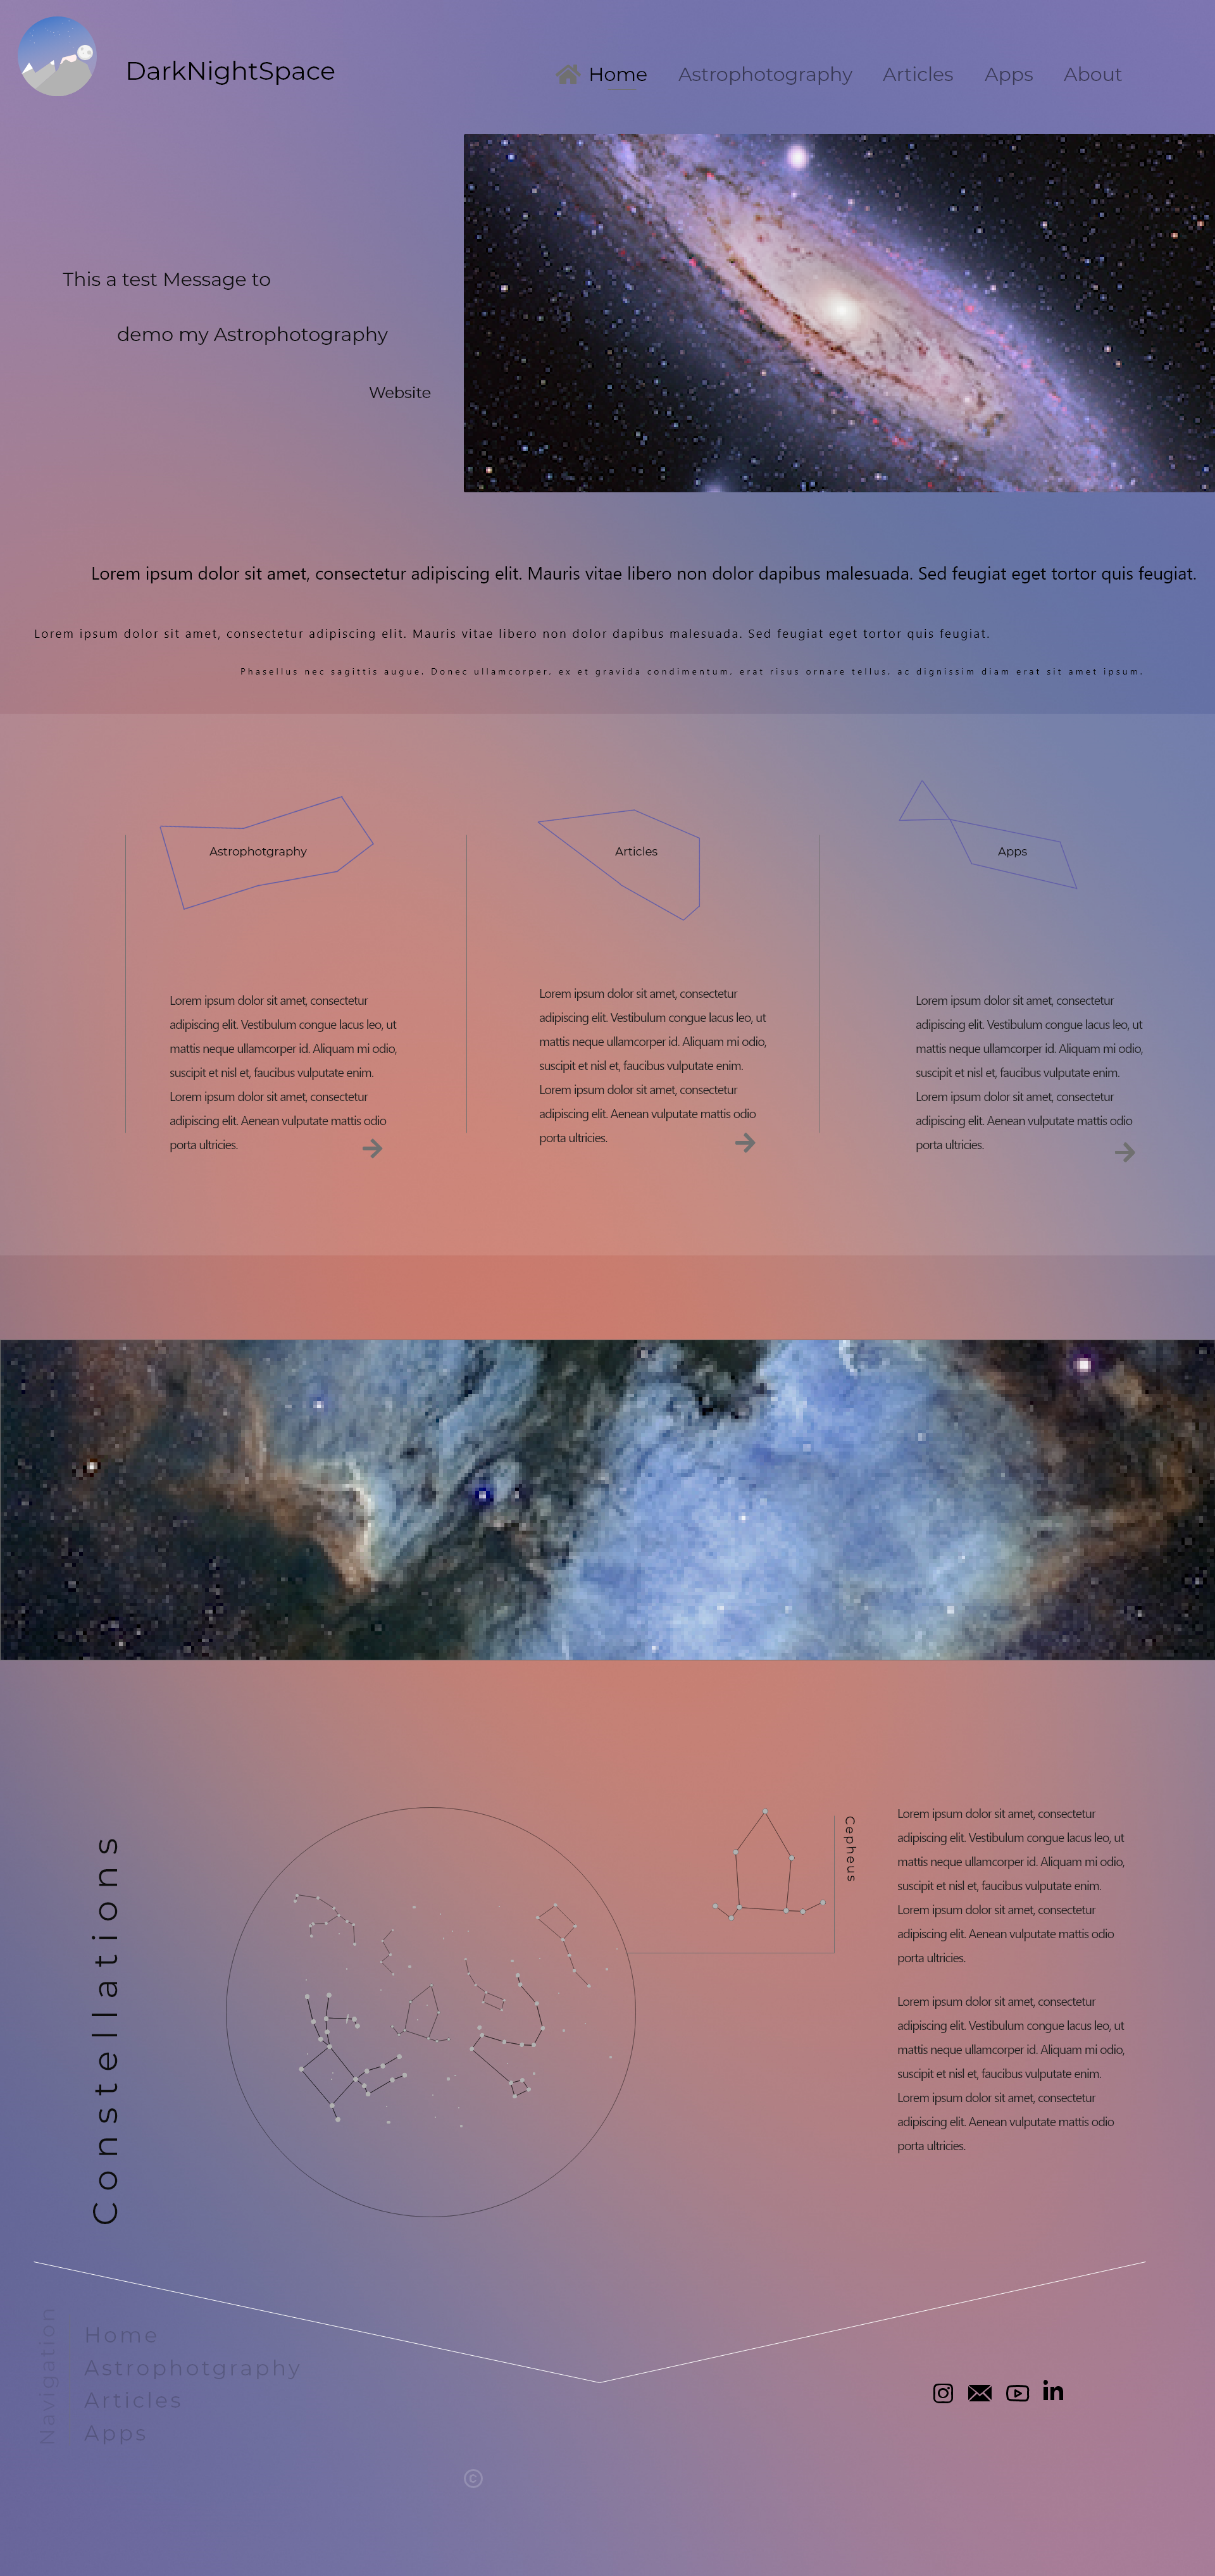 DarkNightSpace
Home
Astrophotography
Articles
Apps
About
This a test Message to
demo my Astrophotography
Website
Lorem ipsum dolor sit amet, consectetur adipiscing elit. Mauris vitae libero non dolor dapibus malesuada. Sed feugiat eget tortor quis feugiat.
Lorem ipsum dolor sit amet, consectetur adipiscing elit. Mauris vitae libero non dolor dapibus malesuada. Sed feugiat eget tortor quis feugiat.
Phasellus nec sagittis augue. Donec ullamcorper, ex et gravida condimentum, erat risus ornare tellus, ac dignissim diam erat sit amet ipsum.
Astrophotgraphy
Lorem ipsum dolor sit amet, consectetur
adipiscing elit. Vestibulum congue lacus leo, ut
mattis neque ullamcorper id. Aliquam mi odio,
suscipit et nisl et, faucibus vulputate enim.
Lorem ipsum dolor sit amet, consectetur
adipiscing elit. Aenean vulputate mattis odio
porta ultricies.
Articles
Lorem ipsum dolor sit amet, consectetur
adipiscing elit. Vestibulum congue lacus leo, ut
mattis neque ullamcorper id. Aliquam mi odio,
suscipit et nisl et, faucibus vulputate enim.
Lorem ipsum dolor sit amet, consectetur
adipiscing elit. Aenean vulputate mattis odio
porta ultricies.
Apps
Lorem ipsum dolor sit amet, consectetur
adipiscing elit. Vestibulum congue lacus leo, ut
mattis neque ullamcorper id. Aliquam mi odio,
suscipit et nisl et, faucibus vulputate enim.
Lorem ipsum dolor sit amet, consectetur
adipiscing elit. Aenean vulputate mattis odio
porta ultricies.
Constellations
Cepheus
Lorem ipsum dolor sit amet, consectetur
adipiscing elit. Vestibulum congue lacus leo, ut
mattis neque ullamcorper id. Aliquam mi odio,
suscipit et nisl et, faucibus vulputate enim.
Lorem ipsum dolor sit amet, consectetur
adipiscing elit. Aenean vulputate mattis odio
porta ultricies.
Lorem ipsum dolor sit amet, consectetur
adipiscing elit. Vestibulum congue lacus leo, ut
mattis neque ullamcorper id. Aliquam mi odio,
suscipit et nisl et, faucibus vulputate enim.
Lorem ipsum dolor sit amet, consectetur
adipiscing elit. Aenean vulputate mattis odio
porta ultricies.
Navigation
Home
Astrophotgraphy
Articles
Apps
in
©